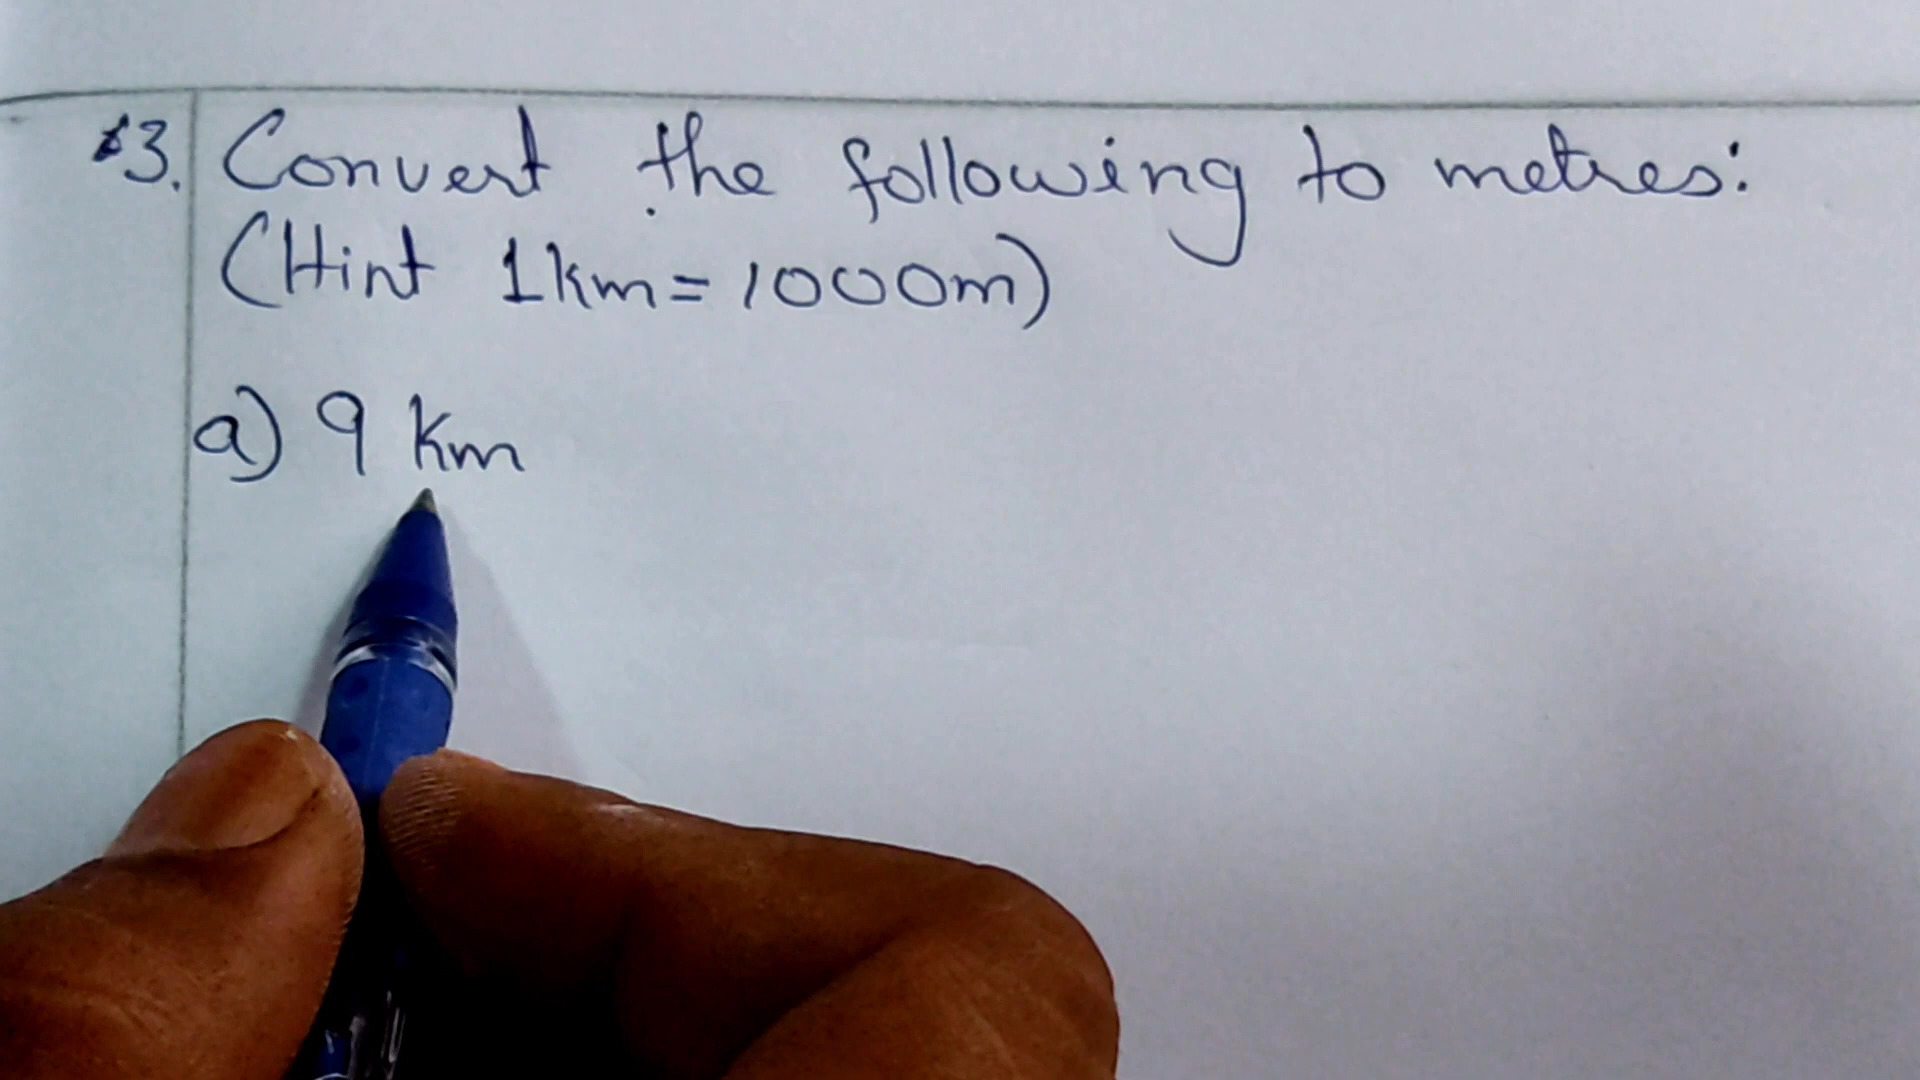 3. Convert the following to metres:
(Hint 1km = 1000m)
a) 9 km